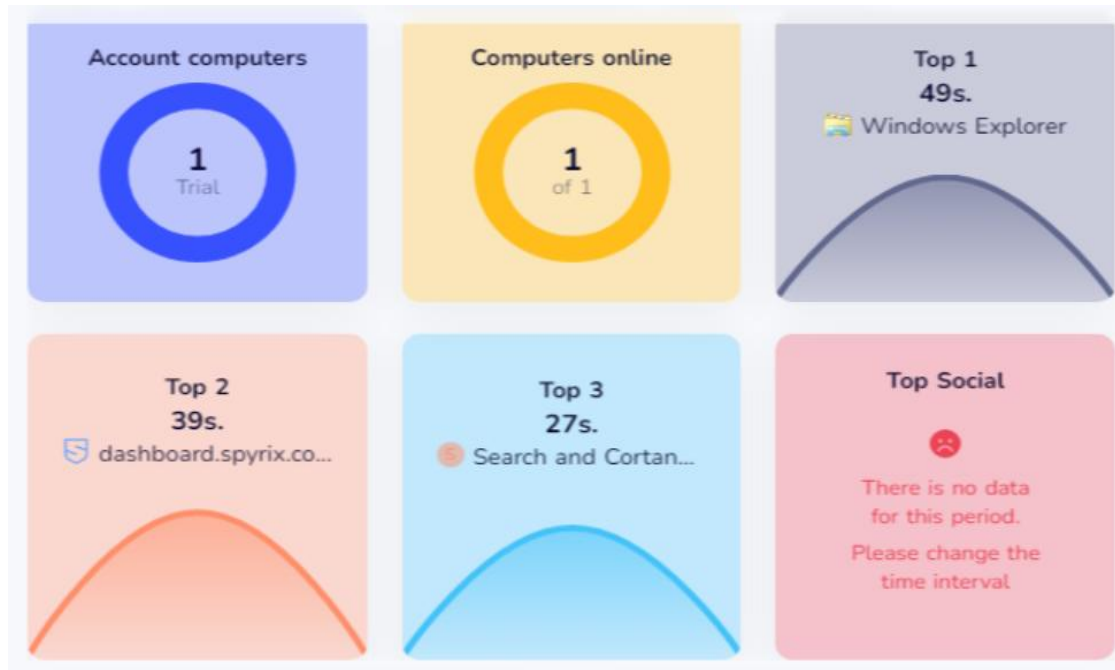 Account computers
1
Trial
Computers online
1
of 1
Top 1
49s.
Windows Explorer
Top 2
39s.
dashboard.spyrix.co...
Top 3
27s.
Search and Cortan...
Top Social
There is no data
for this period.
Please change the
time interval